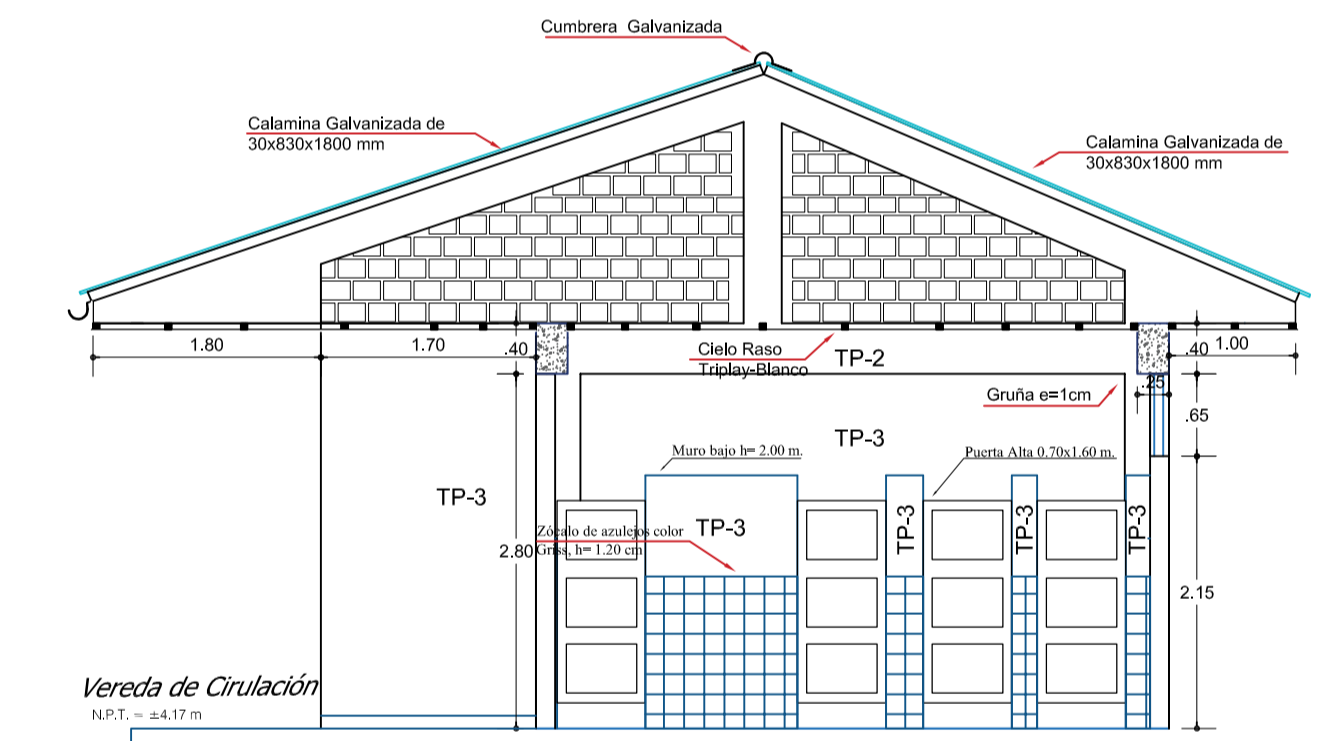 Cumbrera Galvanizada
Calamina Galvanizada de
30x830x1800 mm
Calamina Galvanizada de
30x830x1800 mm
1.80
1.70
.40
Cielo Raso
Triplay-Blanco
TP-2
.40
1.00
.25
Gruña e=1cm
.65
TP-3
Muro bajo h= 2.00 m.
Puerta Alta 0.70x1.60 m.
TP-3
Zócalo de azulejos color
Griss, h= 1.20 cm
TP-3
TP-3
TP-3
TP-3
2.80
2.15
Vereda de Cirulación
N.P.T. = ±4.17 m